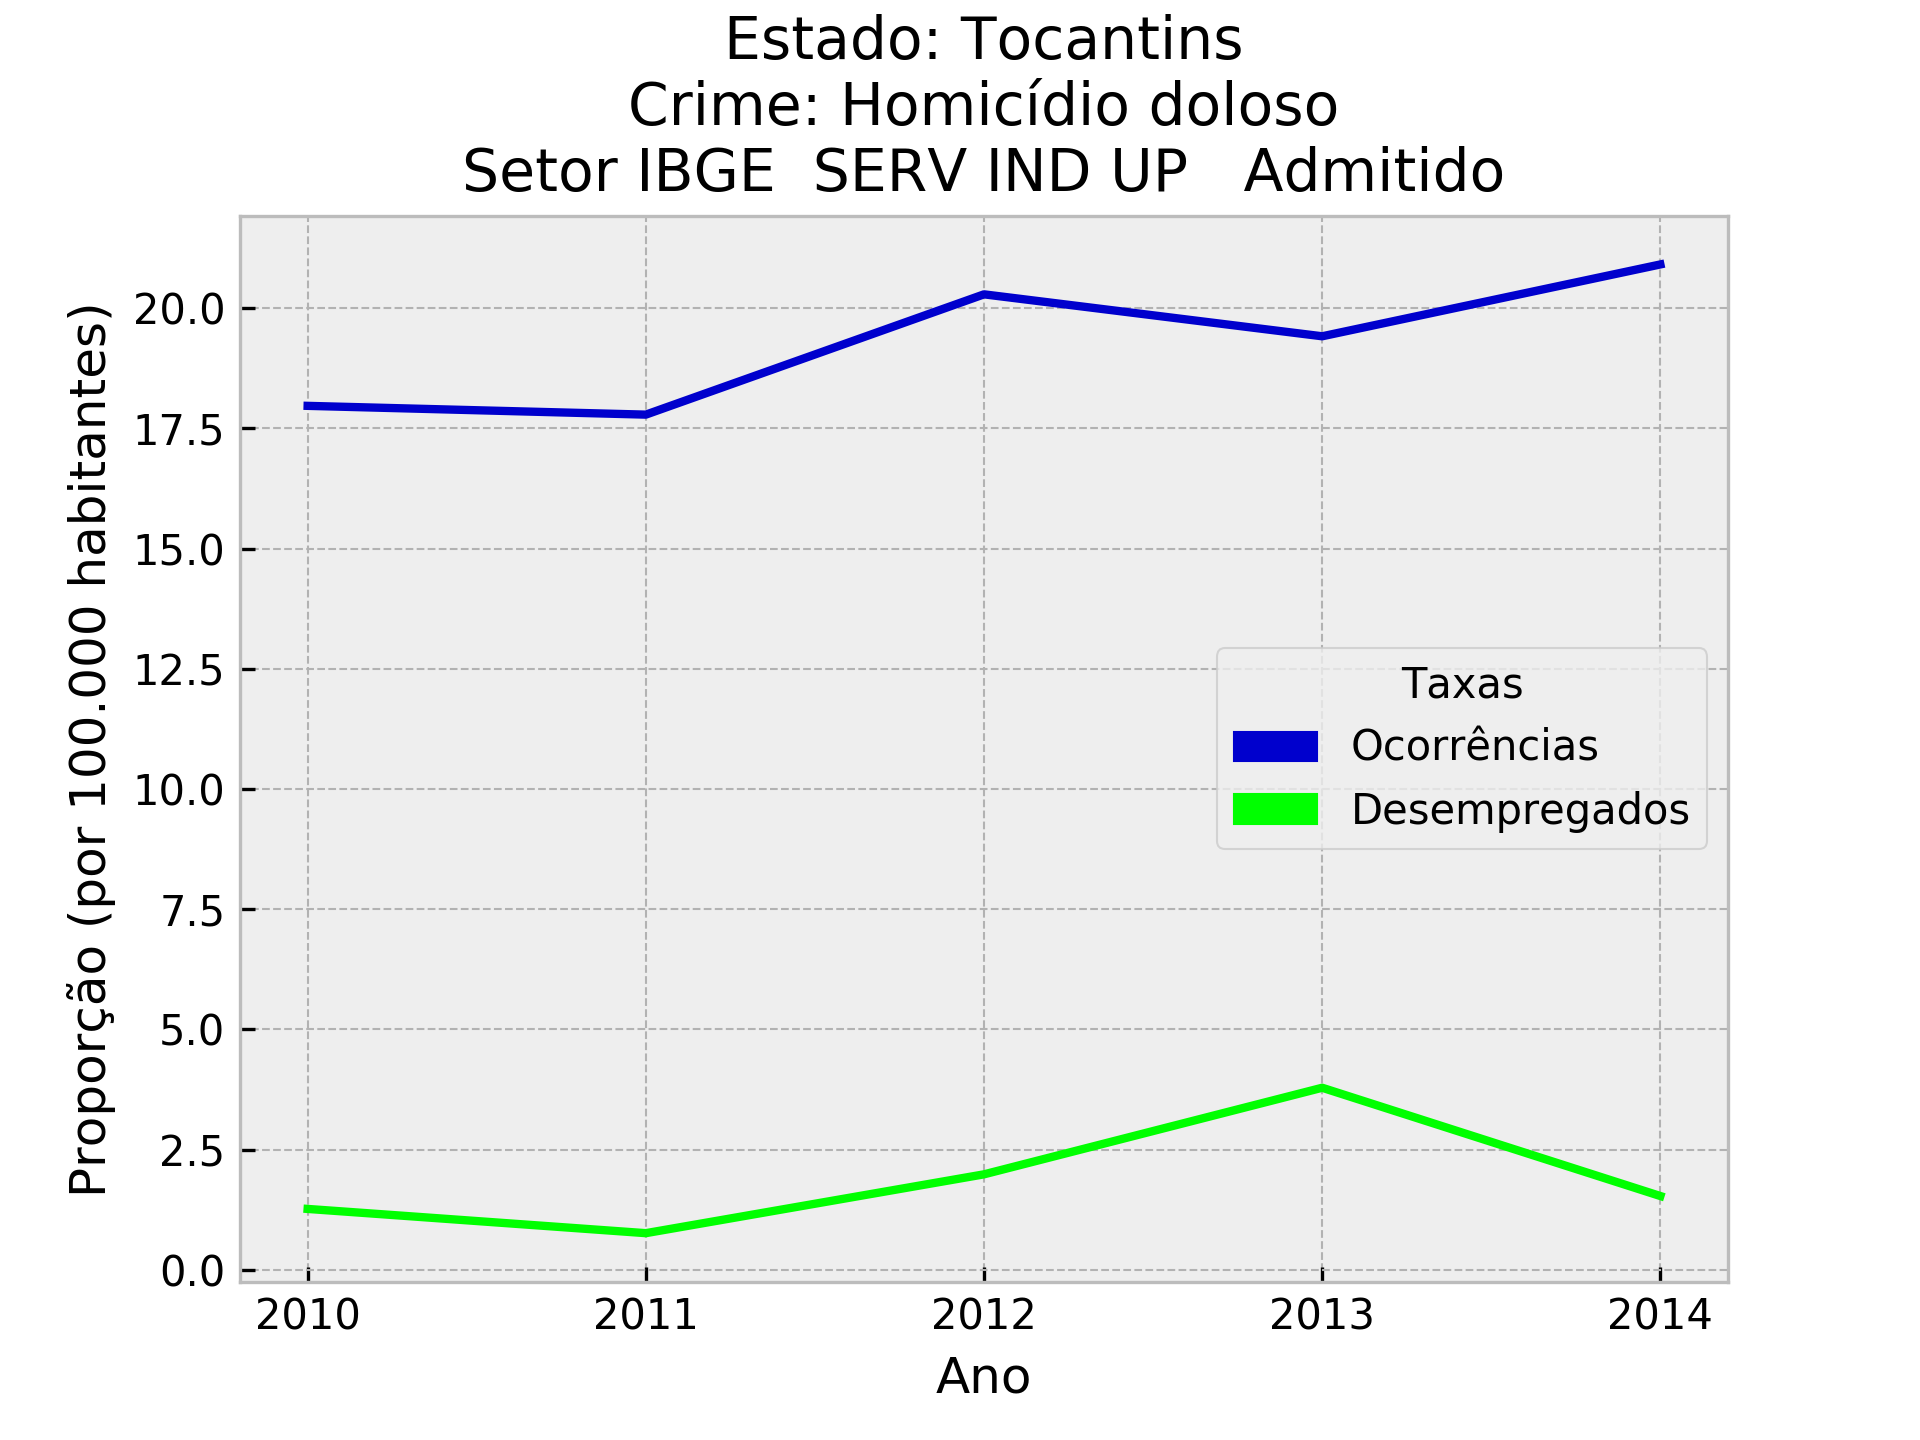 Estado: Tocantins
Crime: Homicídio doloso
Setor IBGE  SERV IND UP   Admitido
Proporção (por 100.000 habitantes)
20.0
17.5
15.0
12.5
10.0
7.5
5.0
2.5
0.0
Taxas
Ocorrências
Desempregados
2010 2011 2012 2013 2014
Ano